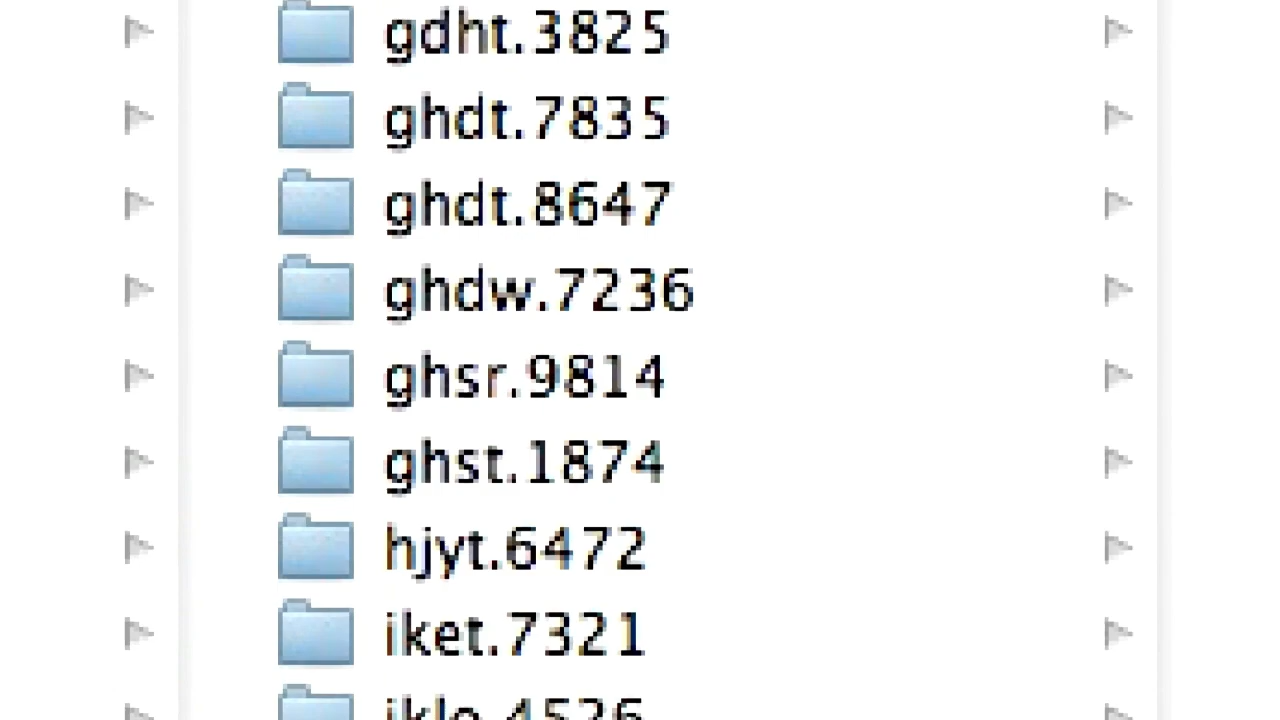 gdht.3825
ghdt.7835
ghdt.8647
ghdw.7236
ghsr.9814
ghst.1874
hjyt.6472
iket.7321